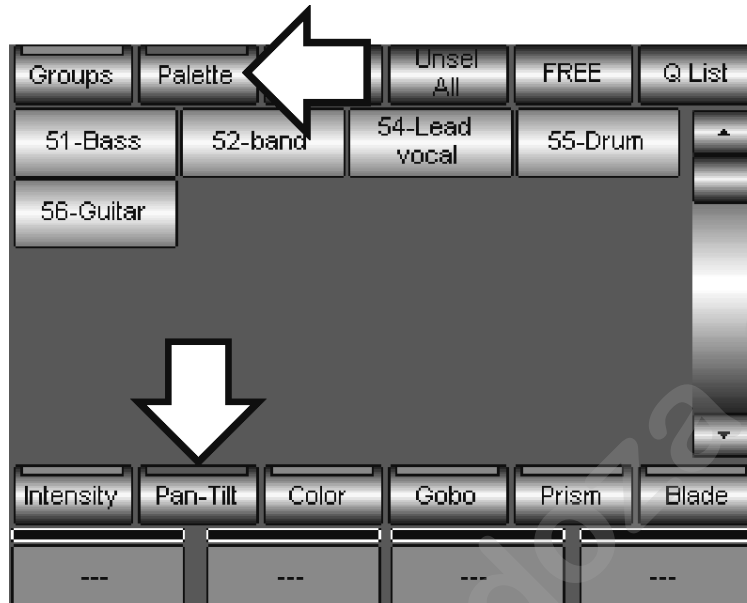 Groups Palette Unsel All FREE Q List
51-Bass 52-band 54-Lead vocal 55-Drum
56-Guitar
Intensity Pan-Tilt Color Gobo Prism Blade
--- --- --- ---